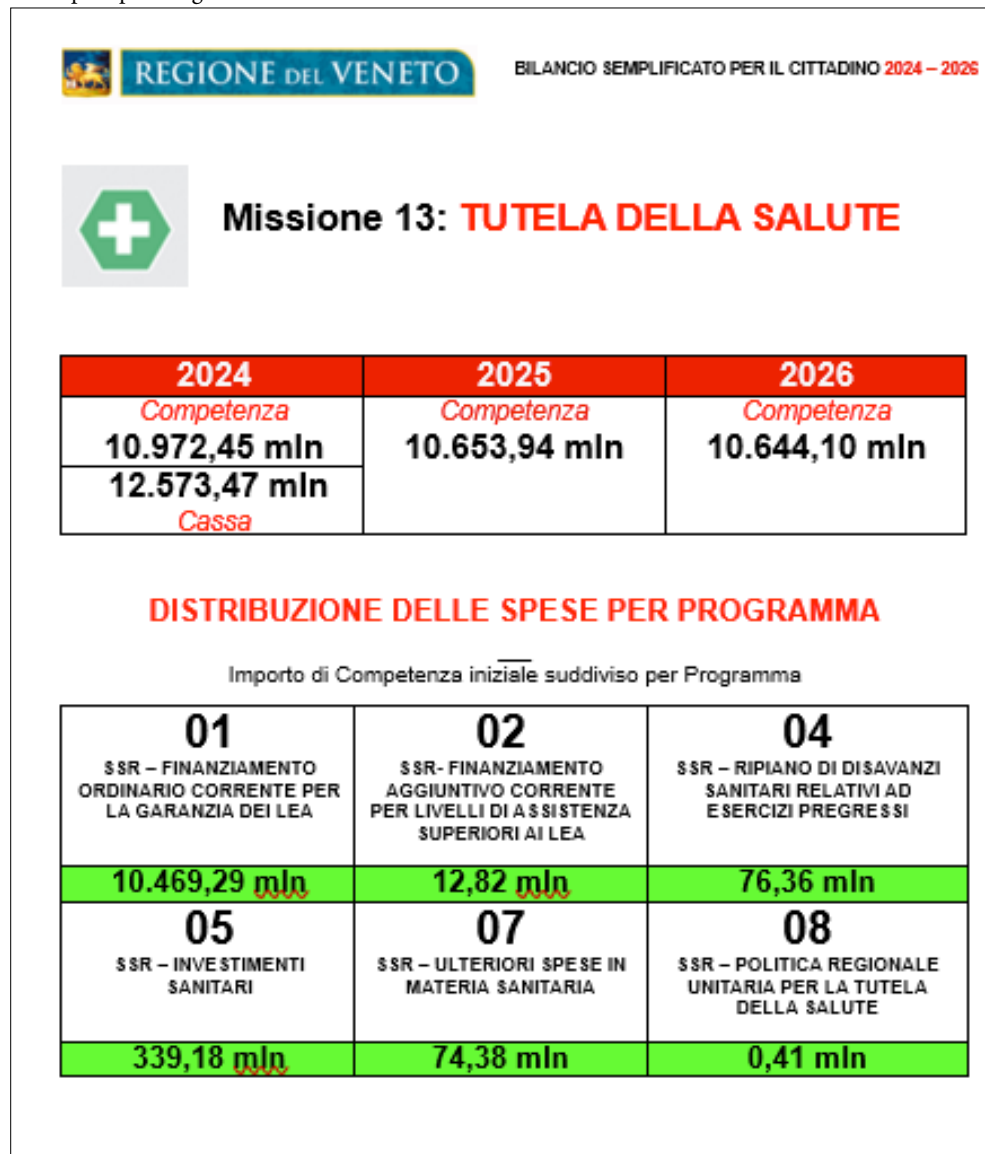 REGIONE DEL VENETO
BILANCIO SEMPLIFICATO PER IL CITTADINO 2024 – 2026
Missione 13: TUTELA DELLA SALUTE
2024 2025 2026
Competenza Competenza Competenza
10.972,45 mln 10.653,94 mln 10.644,10 mln
12.573,47 mln
Cassa
DISTRIBUZIONE DELLE SPESE PER PROGRAMMA
Importo di Competenza iniziale suddiviso per Programma
01
SSR – FINANZIAMENTO
ORDINARIO CORRENTE PER
LA GARANZIA DEI LEA
02
SSR- FINANZIAMENTO
AGGIUNTIVO CORRENTE
PER LIVELLI DI ASSISTENZA
SUPERIORI AI LEA
04
SSR – RIPIANO DI DISAVANZI
SANITARI RELATIVI AD
ESERCIZI PREGRESSI
10.469,29 mln 12,82 mln 76,36 mln
05
SSR – INVESTIMENTI
SANITARI
07
SSR – ULTERIORI SPESE IN
MATERIA SANITARIA
08
SSR – POLITICA REGIONALE
UNITARIA PER LA TUTELA
DELLA SALUTE
339,18 mln 74,38 mln 0,41 mln